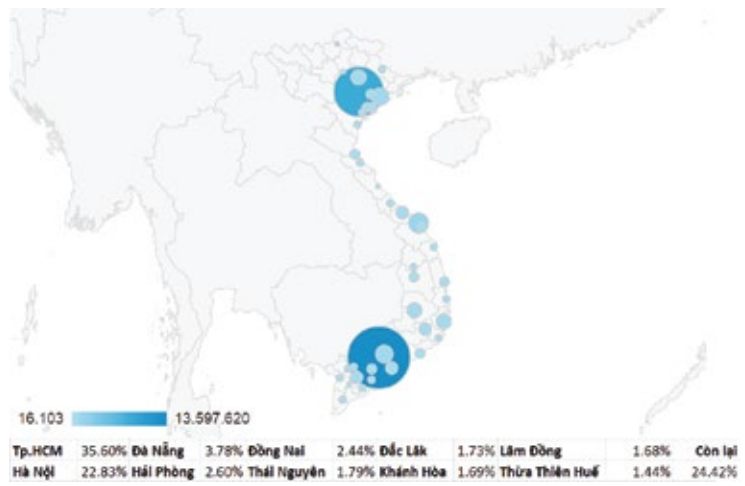 16.103 13.597.620
Tp.HCM 35.60% Đà Nẵng 3.78% Đồng Nai 2.44% Đắc Lăk 1.73% Lâm Đồng 1.68% Còn lại
Hà Nội 22.83% Hải Phòng 2.60% Thái Nguyên 1.79% Khánh Hòa 1.69% Thừa Thiên Huế 1.44% 24.42%